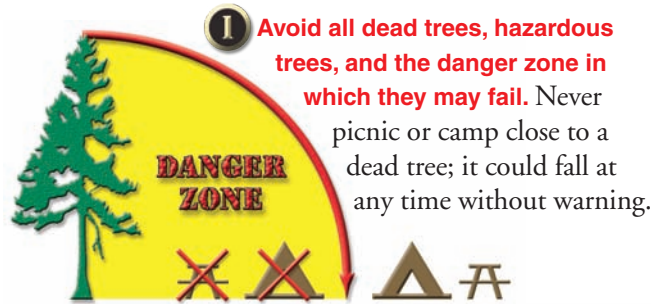 1 Avoid all dead trees, hazardous
trees, and the danger zone in
which they may fail. Never
picnic or camp close to a
dead tree; it could fall at
any time without warning.
DANGER
ZONE